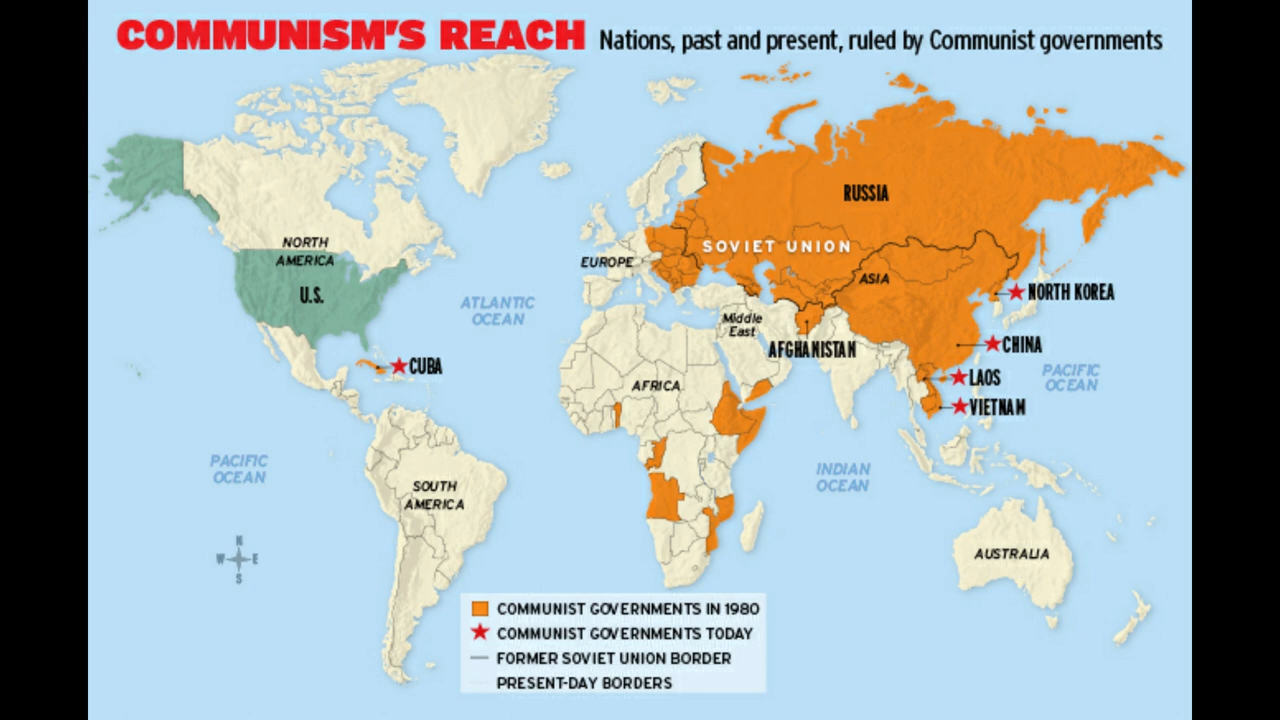 COMMUNISM'S REACH Nations, past and present, ruled by Communist governments
RUSSIA
NORTH
AMERICA
SOVIET UNION
EUROPE
ASIA
U.S.
NORTH KOREA
ATLANTIC
OCEAN
Middle
East
AFGHANISTAN
CHINA
CUBA
PACIFIC
OCEAN
LAOS
AFRICA
VIETNAM
PACIFIC
OCEAN
INDIAN
OCEAN
SOUTH
AMERICA
N
W E
S
AUSTRALIA
COMMUNIST GOVERNMENTS IN 1980
COMMUNIST GOVERNMENTS TODAY
FORMER SOVIET UNION BORDER
PRESENT-DAY BORDERS